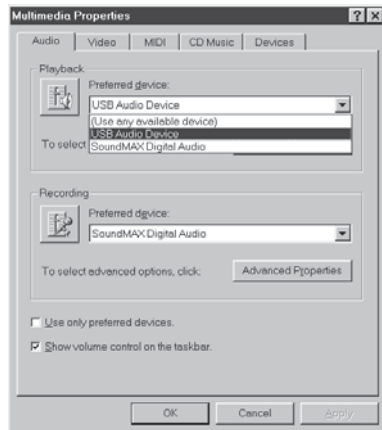 Multimedia Properties
Audio
Video
MIDI
CD Music
Devices
Playback
Preferred device:
USB Audio Device
(Use any available device)
USB Audio Device
To select
SoundMAX Digital Audio
Recording
Preferred device:
SoundMAX Digital Audio
To select advanced options, click:
Advanced Properties
Use only preferred devices.
Show volume control on the taskbar.
OK
Cancel
Apply